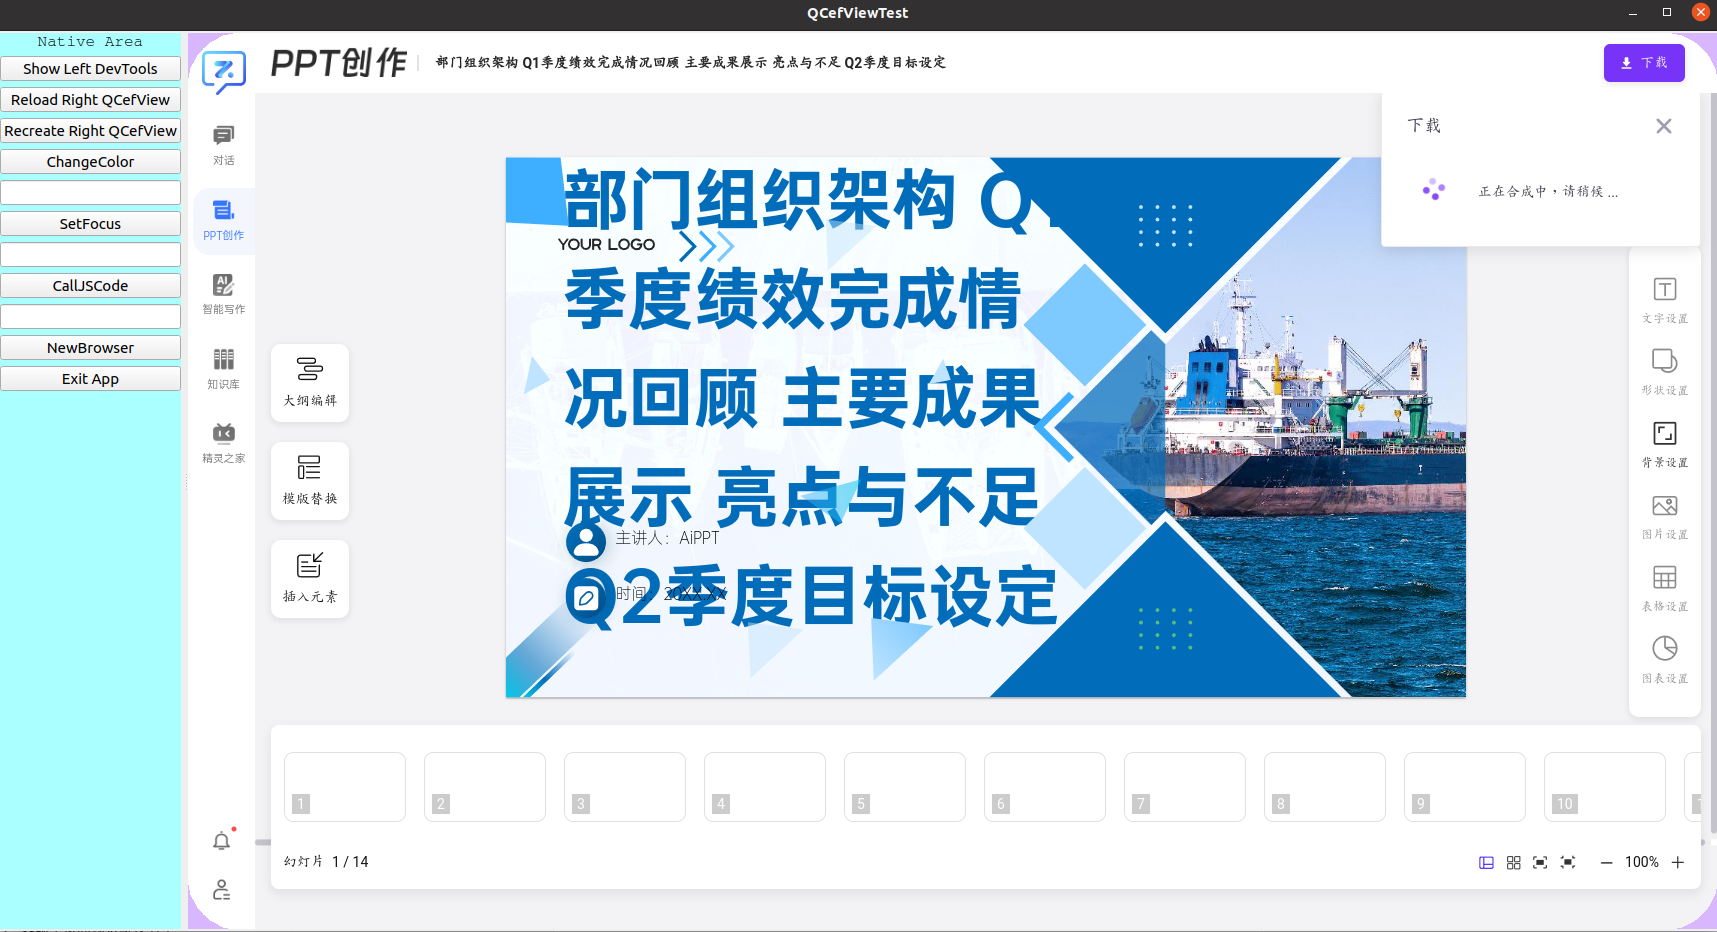 QCefViewTest
Native Area
Show Left DevTools
Reload Right QCefView
Recreate Right QCefView
ChangeColor
SetFocus
CallJSCode
NewBrowser
Exit App
对话
PPT创作
智能写作
知识库
精灵之家
PPT创作
部门组织架构 Q1季度绩效完成情况回顾 主要成果展示 亮点与不足 Q2季度目标设定
下载
下载
正在合成中，请稍候 ...
大纲编辑
模版替换
插入元素
部门组织架构 Q
YOUR LOGO
季度绩效完成情
况回顾 主要成果
展示 亮点与不足
主讲人：AiPPT
Q2季度目标设定
时间：20XX.XX
文字设置
形状设置
背景设置
图片设置
表格设置
图表设置
1
2
3
4
5
6
7
8
9
10
幻灯片 1 / 14
100%